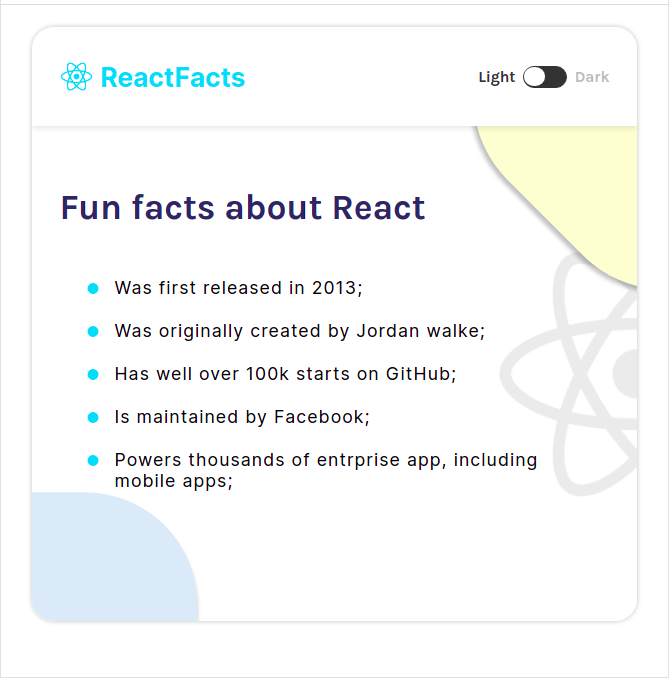 ReactFacts
Light
Dark
Fun facts about React
Was first released in 2013;
Was originally created by Jordan walke;
Has well over 100k starts on GitHub;
Is maintained by Facebook;
Powers thousands of entrprise app, including
mobile apps;